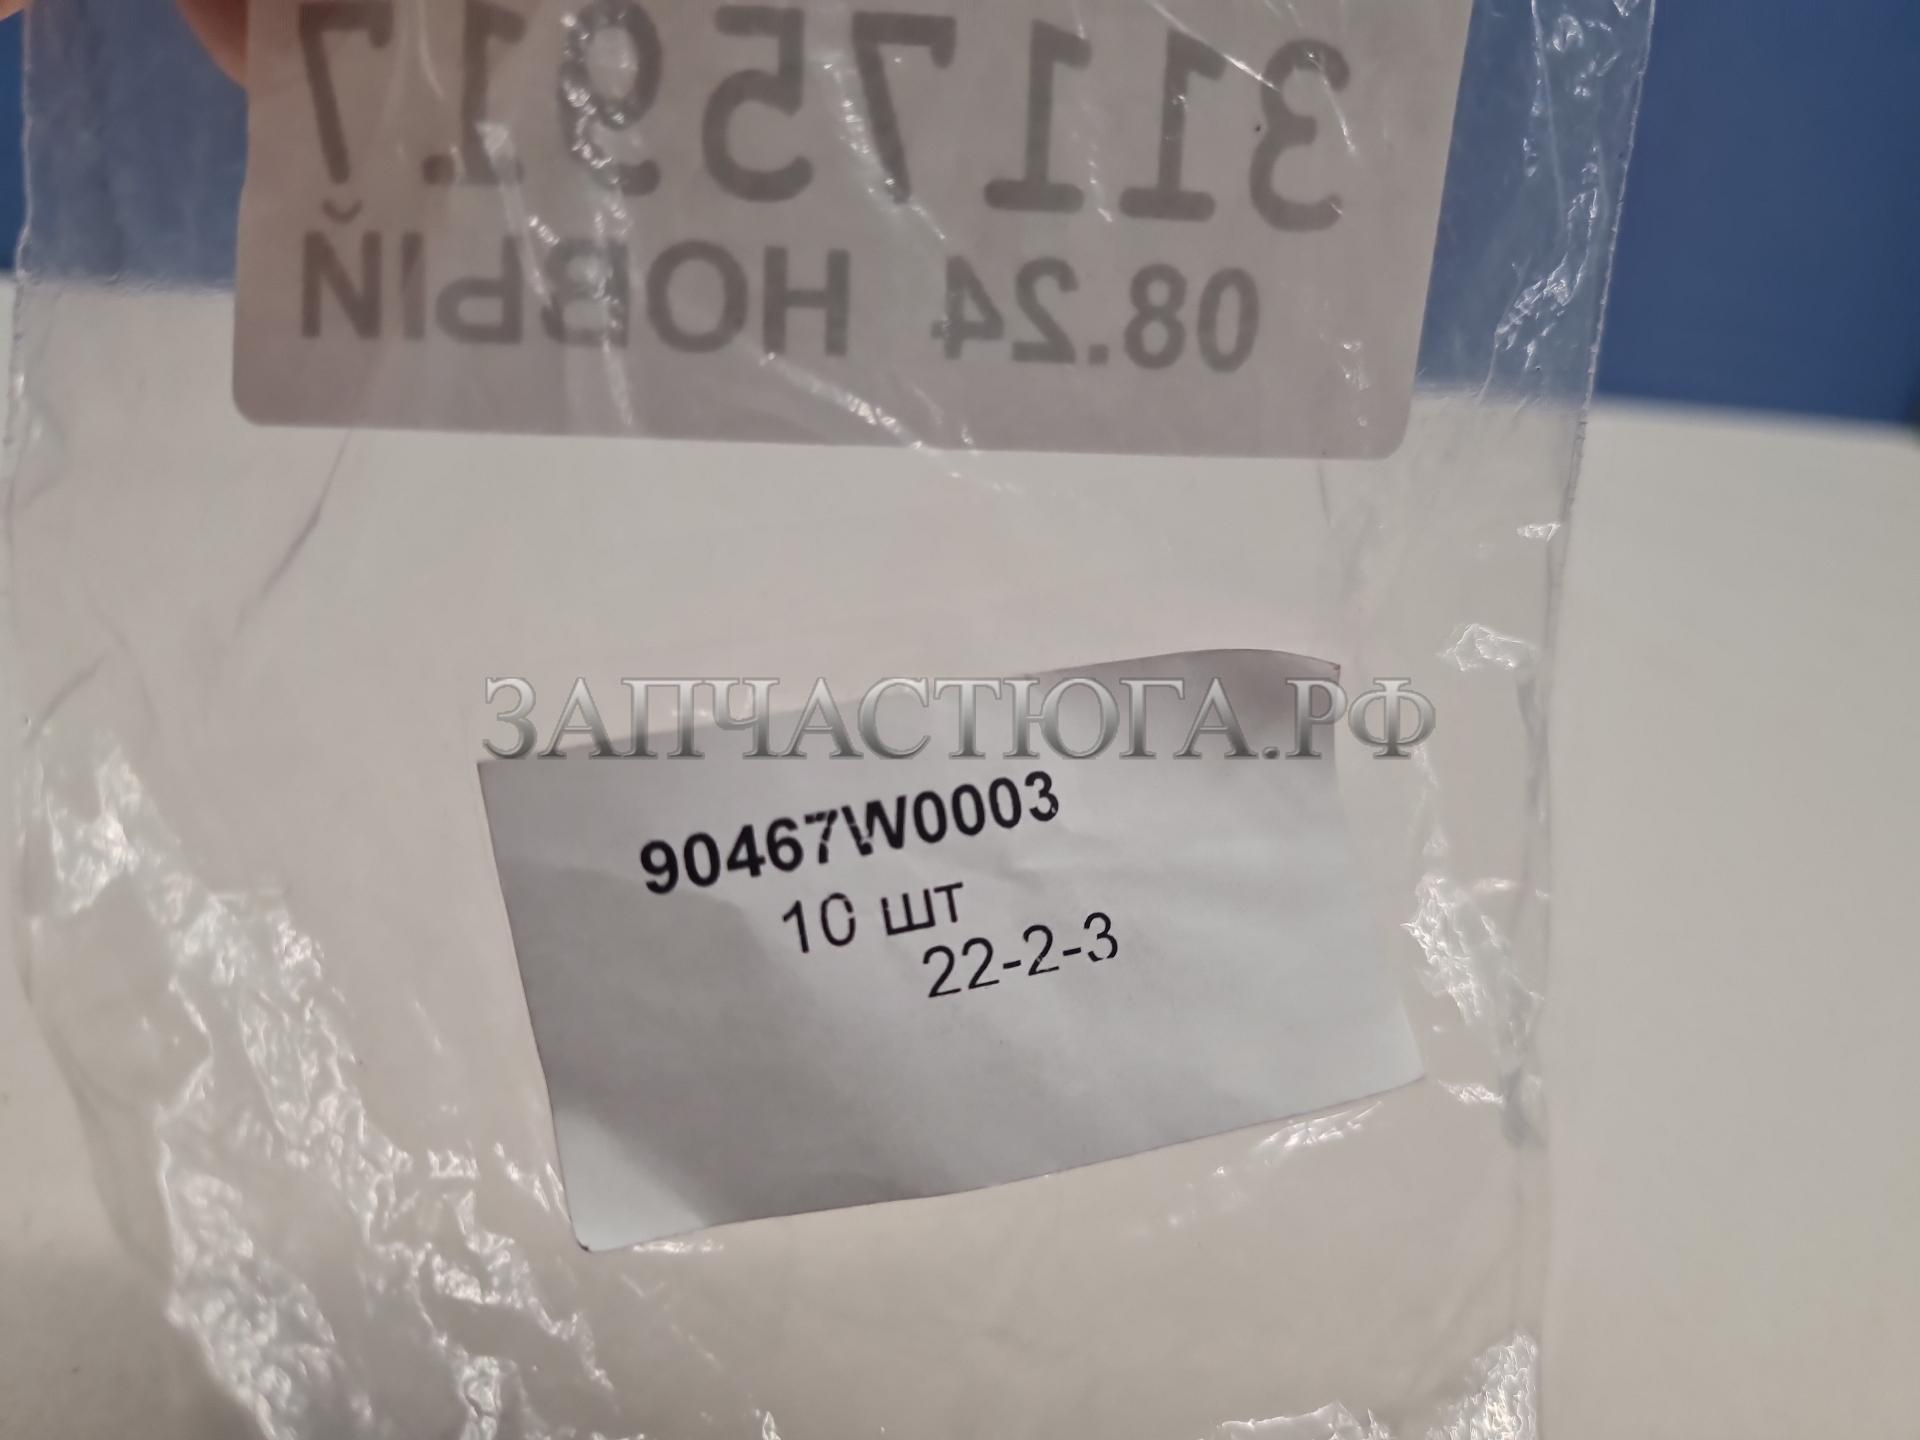 31175917
08.24 НОВЫЙ
ЗАПЧАСТЮГА.РФ
90467W0003
10 шт
22-2-3